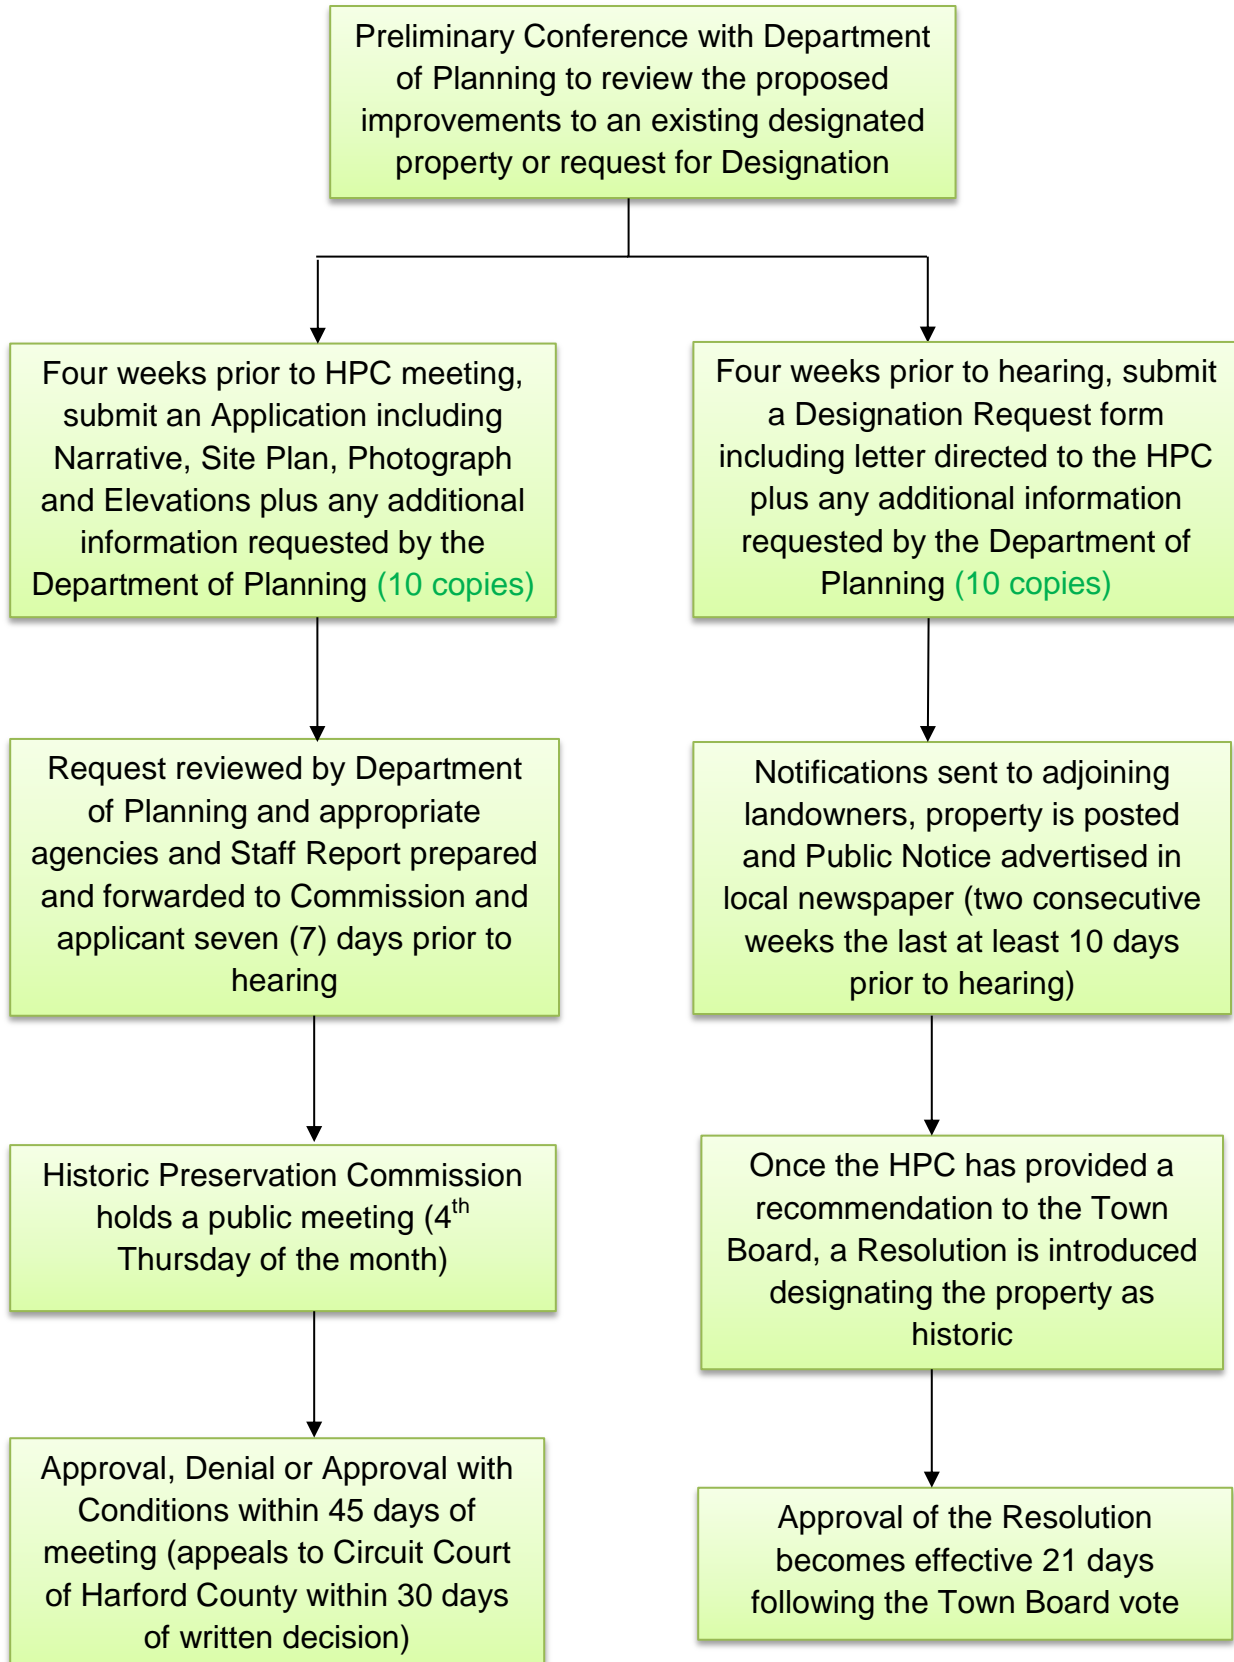 Preliminary Conference with Department
of Planning to review the proposed
improvements to an existing designated
property or request for Designation
Four weeks prior to HPC meeting,
submit an Application including
Narrative, Site Plan, Photograph
and Elevations plus any additional
information requested by the
Department of Planning (10 copies)
Request reviewed by Department
of Planning and appropriate
agencies and Staff Report prepared
and forwarded to Commission and
applicant seven (7) days prior to
hearing
Historic Preservation Commission
holds a public meeting (4th
Thursday of the month)
Approval, Denial or Approval with
Conditions within 45 days of
meeting (appeals to Circuit Court
of Harford County within 30 days
of written decision)
Four weeks prior to hearing, submit
a Designation Request form
including letter directed to the HPC
plus any additional information
requested by the Department of
Planning (10 copies)
Notifications sent to adjoining
landowners, property is posted
and Public Notice advertised in
local newspaper (two consecutive
weeks the last at least 10 days
prior to hearing)
Once the HPC has provided a
recommendation to the Town
Board, a Resolution is introduced
designating the property as
historic
Approval of the Resolution
becomes effective 21 days
following the Town Board vote